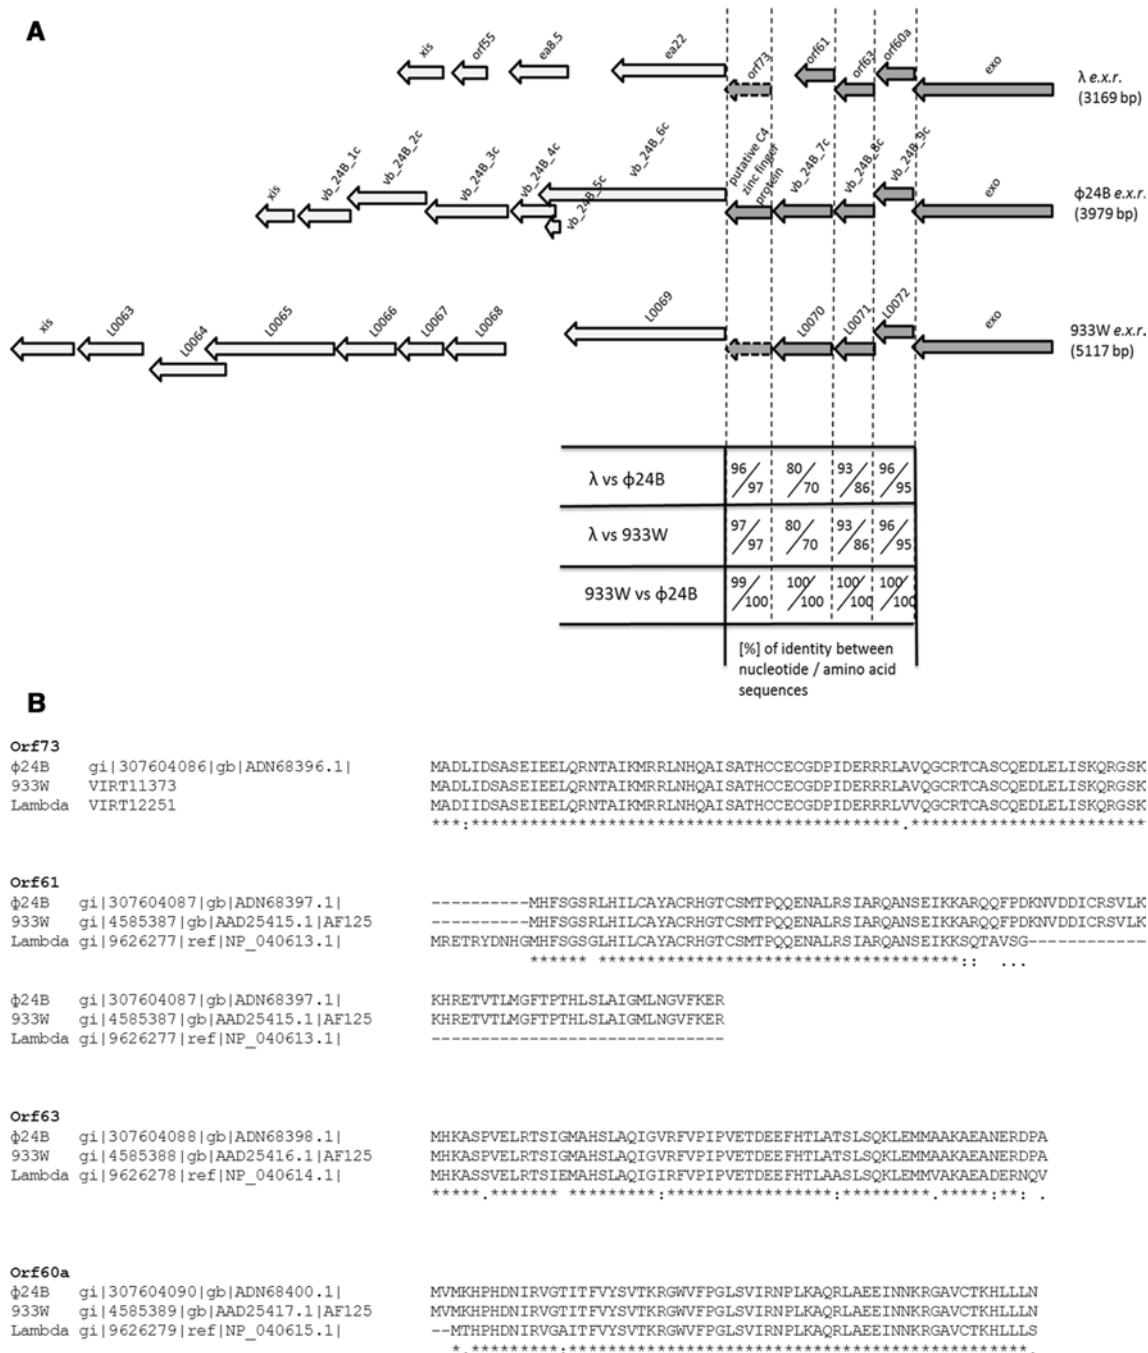 A
xis
orf55
ea8.5
ea22
orf73
orf61
orf63
orf60a
exo
λ e.x.r.
(3169 bp)
xis
vb_24B_1c
vb_24B_2c
vb_24B_3c
vb_24B_4c
vb_24B_5c
vb_24B_6c
putative C4
zinc finger
protein
vb_24B_7c
vb_24B_8c
vb_24B_9c
exo
ф24B e.x.r.
(3979 bp)
xis
L0063
L0064
L0065
L0066
L0067
L0068
L0069
L0070
L0071
L0072
exo
933W e.x.r.
(5117 bp)
λ vs ф24B 96/97 80/70 93/86 96/95
λ vs 933W 97/97 80/70 93/86 96/95
933W vs ф24B 99/100 100/100 100/100 100/100
[%] of identity between
nucleotide / amino acid
sequences
B
Orf73
ф24B gi|307604086|gb|ADN68396.1| MADLIDSASEIEELQRNTAIKMRRLNHQAISATHCCECGDPIDERRRLAVQGCRTCASCQEDLELISKQRGSK
933W VIRT11373 MADLIDSASEIEELQRNTAIKMRRLNHQAISATHCCECGDPIDERRRLAVQGCRTCASCQEDLELISKQRGSK
Lambda VIRT12251 MADIIDSASEIEELQRNTAIKMRRLNHQAISATHCCECGDPIDERRRLVVQGCRTCASCQEDLELISKQRGSK
***:********************************************.************************
Orf61
ф24B gi|307604087|gb|ADN68397.1| ----------MHFSGSRLHILCAYACRHGTCSMTPQQENALRSIARQANSEIKKARQQFPDKNVDDICRSVLK
933W gi|4585387|gb|AAD25415.1|AF125 ----------MHFSGSRLHILCAYACRHGTCSMTPQQENALRSIARQANSEIKKARQQFPDKNVDDICRSVLK
Lambda gi|9626277|ref|NP_040613.1| MRETRYDNHGMHFSGSGLHILCAYACRHGTCSMTPQQENALRSIARQANSEIKKSQTAVSG------------
****** *************************************:: ...
ф24B gi|307604087|gb|ADN68397.1| KHRETVTLMGFTPTHLSLAIGMLNGVFKER
933W gi|4585387|gb|AAD25415.1|AF125 KHRETVTLMGFTPTHLSLAIGMLNGVFKER
Lambda gi|9626277|ref|NP_040613.1| ------------------------------
Orf63
ф24B gi|307604088|gb|ADN68398.1| MHKASPVELRTSIGMAHSLAQIGVRFVPIPVETDEEFHTLATSLSQKLEMMAAKAEANERDPA
933W gi|4585388|gb|AAD25416.1|AF125 MHKASPVELRTSIGMAHSLAQIGVRFVPIPVETDEEFHTLATSLSQKLEMMAAKAEANERDPA
Lambda gi|9626278|ref|NP_040614.1| MHKASSVELRTSIEMAHSLAQIGIRFVPIPVETDEEFHTLAASLSQKLEMMVAKAEADERNQV
*****.******* *********:*****************:*********.*****:**: .
Orf60a
ф24B gi|307604090|gb|ADN68400.1| MVMKHPHDNIRVGTITFVYSVTKRGWVFPGLSVIRNPLKAQRLAEEINNKRGAVCTKHLLLN
933W gi|4585389|gb|AAD25417.1|AF125 MVMKHPHDNIRVGTITFVYSVTKRGWVFPGLSVIRNPLKAQRLAEEINNKRGAVCTKHLLLN
Lambda gi|9626279|ref|NP_040615.1| --MTHPHDNIRVGAITFVYSVTKRGWVFPGLSVIRNPLKAQRLAEEINNKRGAVCTKHLLLS
*.*********:***********************************************.